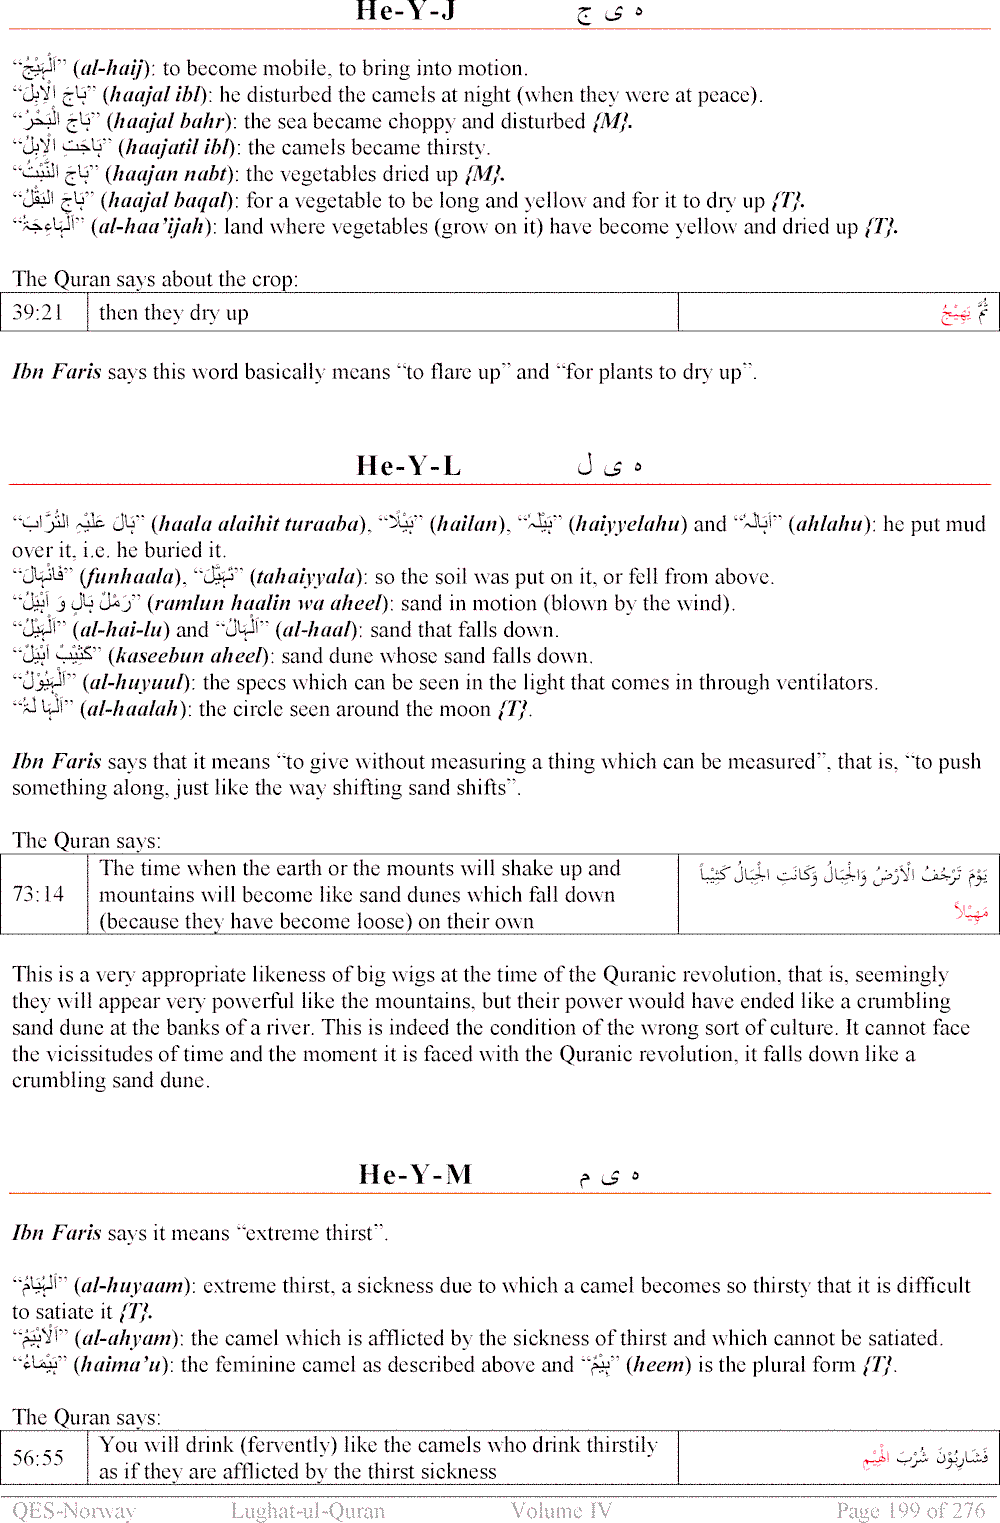 He-Y-J ه ی ج
“اَلْہَیْجُ” (al-haij): to become mobile, to bring into motion.
“ہَاجَ الْاِبِلَ” (haajal ibl): he disturbed the camels at night (when they were at peace).
“ہَاجَ الْبَحْرُ” (haajal bahr): the sea became choppy and disturbed {M}.
“ہَاجَتِ الْاِبِلُ” (haajatil ibl): the camels became thirsty.
“ہَاجَ النَّبْتُ” (haajan nabt): the vegetables dried up {M}.
“ہَاجَ الْبَقْلُ” (haajal baqal): for a vegetable to be long and yellow and for it to dry up {T}.
“اَلْہَاءِجَۃُ” (al-haa’ijah): land where vegetables (grow on it) have become yellow and dried up {T}.
The Quran says about the crop:
39:21 then they dry up ثُمَّ يَهِيْجُ
Ibn Faris says this word basically means “to flare up” and “for plants to dry up”.
He-Y-L ه ی ل
“ہَالَ عَلَیْہِ التُّرَابَ” (haala alaihit turaaba), “ہَیْلًا” (hailan), “ہَیَّلَہٗ” (haiyyelahu) and “اَہَالَہٗ” (ahlahu): he put mud
over it, i.e. he buried it.
“فَانْہَالَ” (funhaala), “تَہَیَّلَ” (tahaiyyala): so the soil was put on it, or fell from above.
“رَمْلٌ ہَالٍ وَ اَہْیَلُ” (ramlun haalin wa aheel): sand in motion (blown by the wind).
“اَلْہَیْلُ” (al-hai-lu) and “اَلْہَالُ” (al-haal): sand that falls down.
“کَثِیْبٌ اَہْیَلُ” (kaseebun aheel): sand dune whose sand falls down.
“اَلْہُیُوْلُ” (al-huyuul): the specs which can be seen in the light that comes in through ventilators.
“اَلْہَا لَۃُ” (al-haalah): the circle seen around the moon {T}.
Ibn Faris says that it means “to give without measuring a thing which can be measured”, that is, “to push
something along, just like the way shifting sand shifts”.
The Quran says:
73:14 The time when the earth or the mounts will shake up and
mountains will become like sand dunes which fall down
(because they have become loose) on their own
يَوْمَ تَرْجُفُ الْاَرْضُ وَالْجِبَالُ وَكَانَتِ الْجِبَالُ كَثِيْباً
مَهِيْلاً
This is a very appropriate likeness of big wigs at the time of the Quranic revolution, that is, seemingly
they will appear very powerful like the mountains, but their power would have ended like a crumbling
sand dune at the banks of a river. This is indeed the condition of the wrong sort of culture. It cannot face
the vicissitudes of time and the moment it is faced with the Quranic revolution, it falls down like a
crumbling sand dune.
He-Y-M ه ی م
Ibn Faris says it means “extreme thirst”.
“اَلْہُیَامُ” (al-huyaam): extreme thirst, a sickness due to which a camel becomes so thirsty that it is difficult
to satiate it {T}.
“اَلْاَہْیَمُ” (al-ahyam): the camel which is afflicted by the sickness of thirst and which cannot be satiated.
“ہَیْمَاءُ” (haima’u): the feminine camel as described above and “ہِیْمٌ” (heem) is the plural form {T}.
The Quran says:
56:55 You will drink (fervently) like the camels who drink thirstily
as if they are afflicted by the thirst sickness
فَشَارِبُوْنَ شُرْبَ الْهِيْمِ
QES-Norway Lughat-ul-Quran Volume IV Page 199 of 276